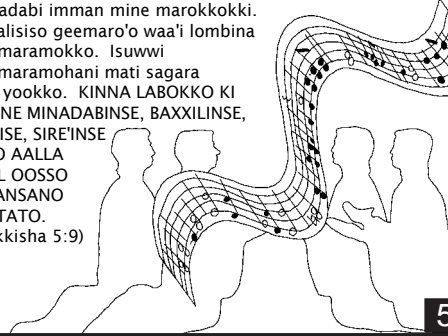 adabi imman mine marokkokki.
alisiso geemaro'o waa'i lombina
maramokko. Isuwwi
maramohani mati sagara
yookko. KINNA LABOKKO KI
NE MINADABINSE, BAXXILINSE,
ISE, SIRE'INSE
O AALLA
L OOSSO
ANSANO
TATO.
kkisha 5:9)
5